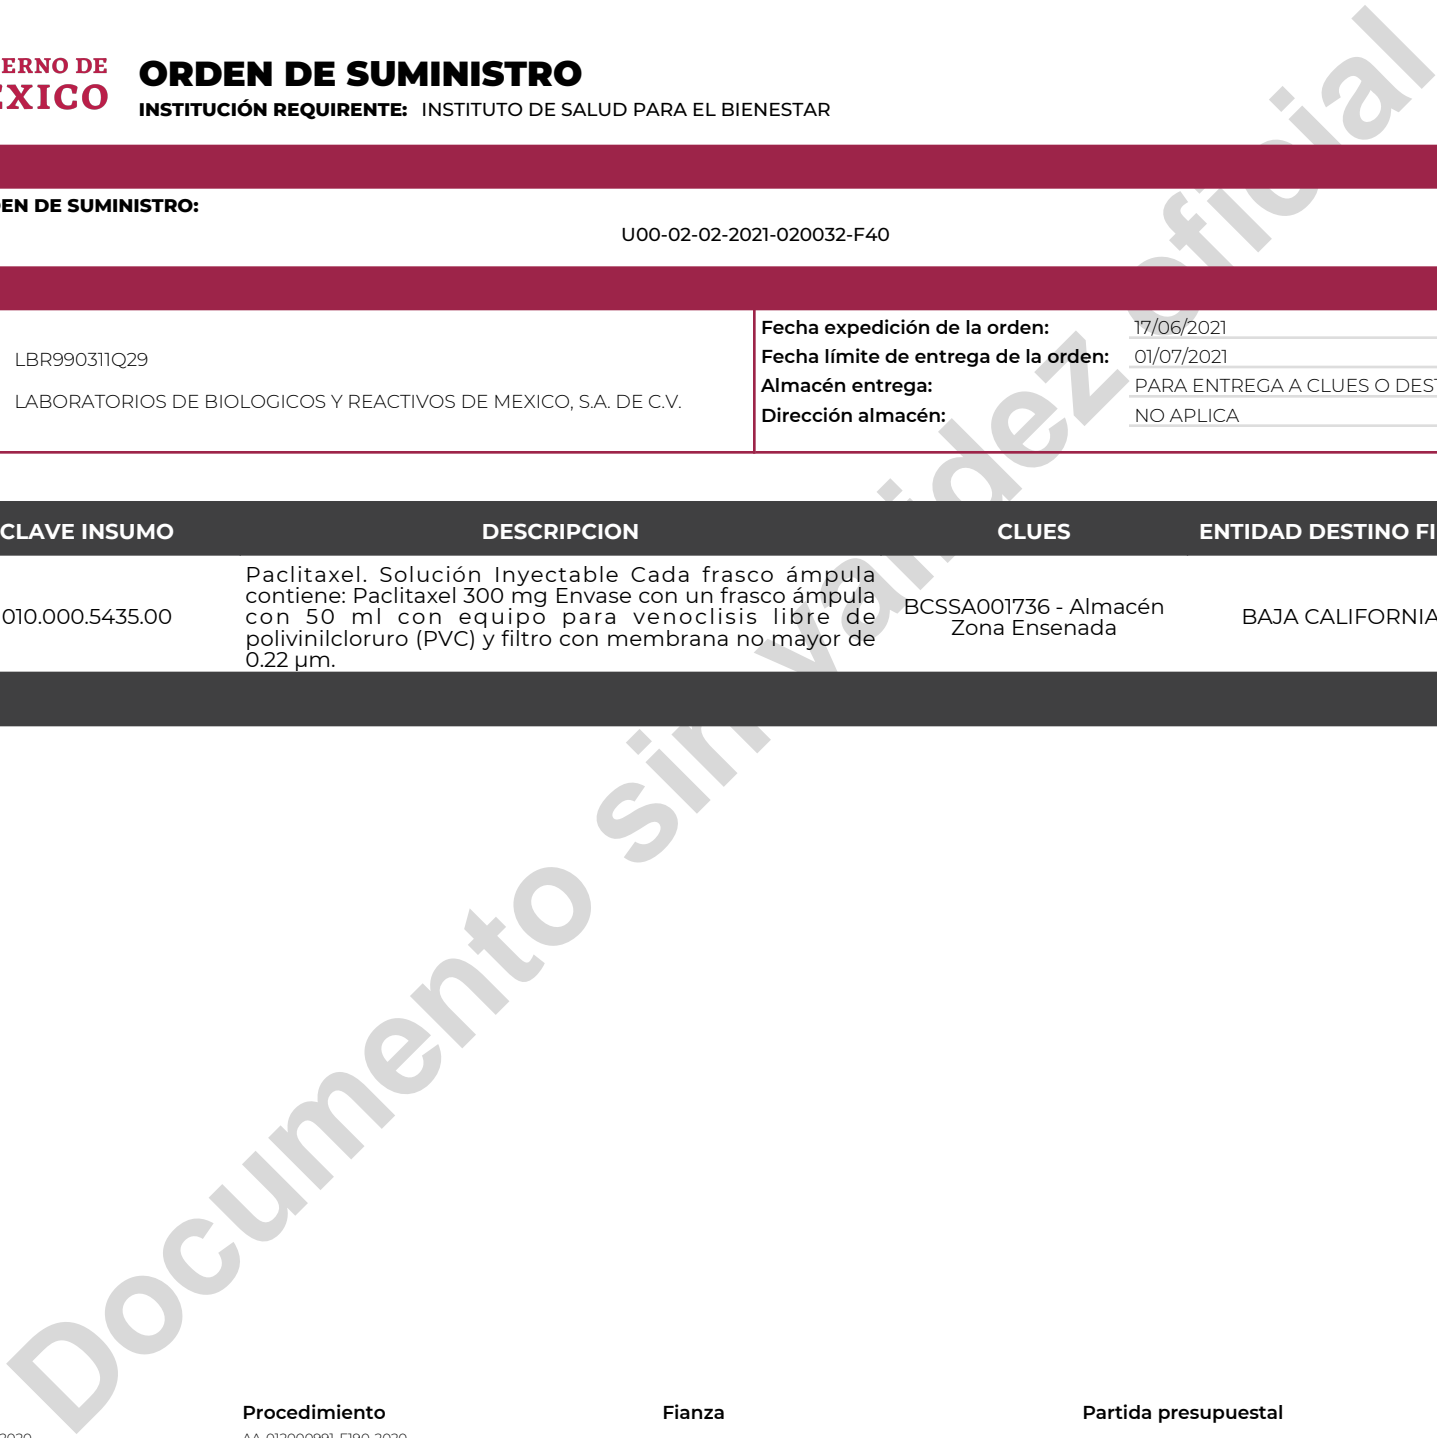 ERNO DE
ORDEN DE SUMINISTRO
INSTITUCIÓN REQUIRENTE: INSTITUTO DE SALUD PARA EL BIENESTAR
EN DE SUMINISTRO:
U00-02-02-2021-020032-F40
LBR990311Q29
LABORATORIOS DE BIOLOGICOS Y REACTIVOS DE MEXICO, S.A. DE C.V.
Fecha expedición de la orden: 17/06/2021
Fecha límite de entrega de la orden: 01/07/2021
Almacén entrega: PARA ENTREGA A CLUES O DEST
Dirección almacén: NO APLICA
CLAVE INSUMO DESCRIPCION CLUES ENTIDAD DESTINO FI
010.000.5435.00
Paclitaxel. Solución Inyectable Cada frasco ámpula
contiene: Paclitaxel 300 mg Envase con un frasco ámpula
con 50 ml con equipo para venoclisis libre de
polivinilcloruro (PVC) y filtro con membrana no mayor de
0.22 µm.
BCSSA001736 - Almacén
Zona Ensenada
BAJA CALIFORNIA
Documento sin validez oficial
Procedimiento Fianza Partida presupuestal